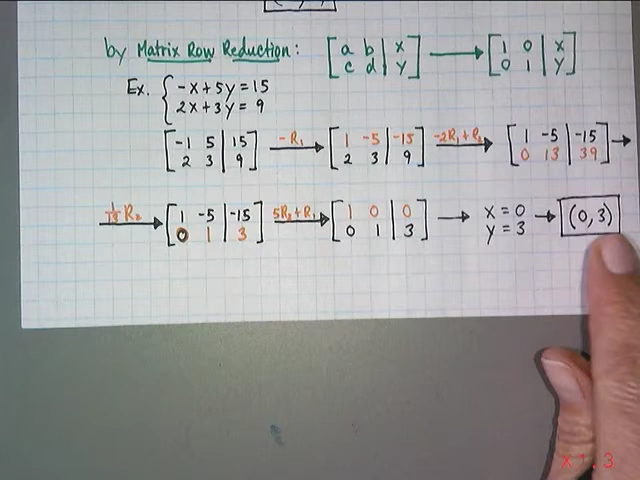 by Matrix Row Reduction: [a b | x
c d | y] → [1 0 | x
0 1 | y]
Ex. { -x + 5y = 15
2x + 3y = 9
[-1 5 | 15
2 3 | 9] -R₁ → [1 -5 | -15
2 3 | 9] -2R₁+R₂ → [1 -5 | -15
0 13 | 39] →
1/13 R₂ → [1 -5 | -15
0 1 | 3] 5R₂+R₁ → [1 0 | 0
0 1 | 3] → x = 0
y = 3 → (0, 3)
x 1.3